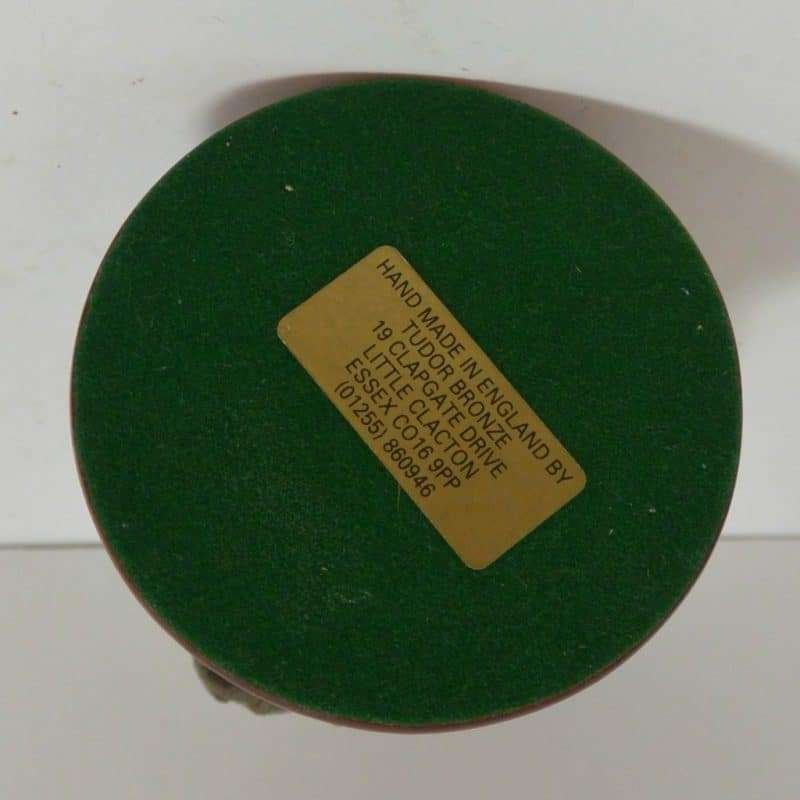 HAND MADE IN ENGLAND BY
TUDOR BRONZE
19 CLAPGATE DRIVE
LITTLE CLACTON
ESSEX CO16 9PP
(01255) 860946